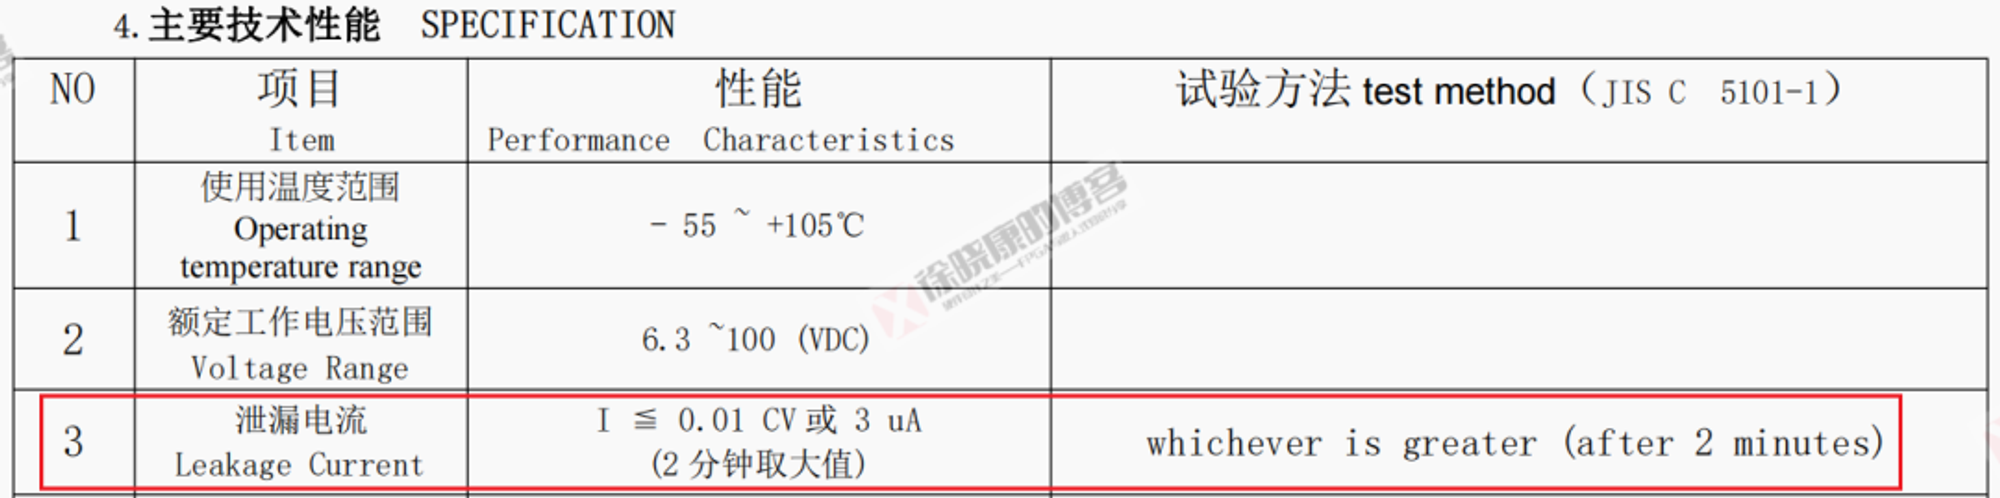 4.主要技术性能 SPECIFICATION
NO
项目
Item
性能
Performance Characteristics
试验方法 test method（JIS C 5101-1）
1
使用温度范围
Operating
temperature range
- 55 ~ +105℃
2
额定工作电压范围
Voltage Range
6.3 ~100 (VDC)
3
泄漏电流
Leakage Current
I ≦ 0.01 CV或 3 uA
(2分钟取大值)
whichever is greater (after 2 minutes)
徐晓康的博客